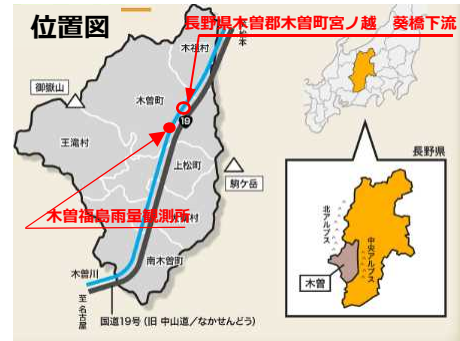 位置図
長野県木曽郡木曽町宮ノ越　葵橋下流
木祖村
松本
御嶽山
木曽町
19
王滝村
上松町
駒ケ岳
木曽福島雨量観測所
南木曽町
木曽川
至 名古屋
国道19号 (旧 中山道／なかせんどう)
長野県
北アルプス
中央アルプス
木曽